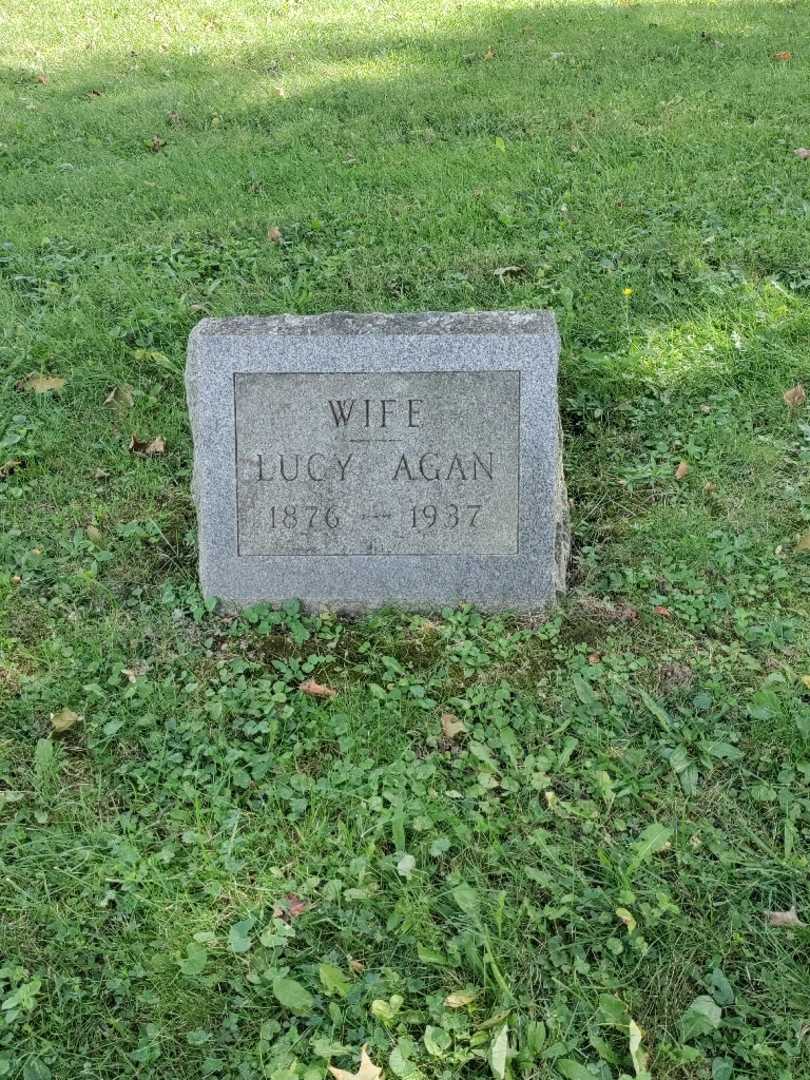 WIFE
LUCY AGAN
1876 — 1937